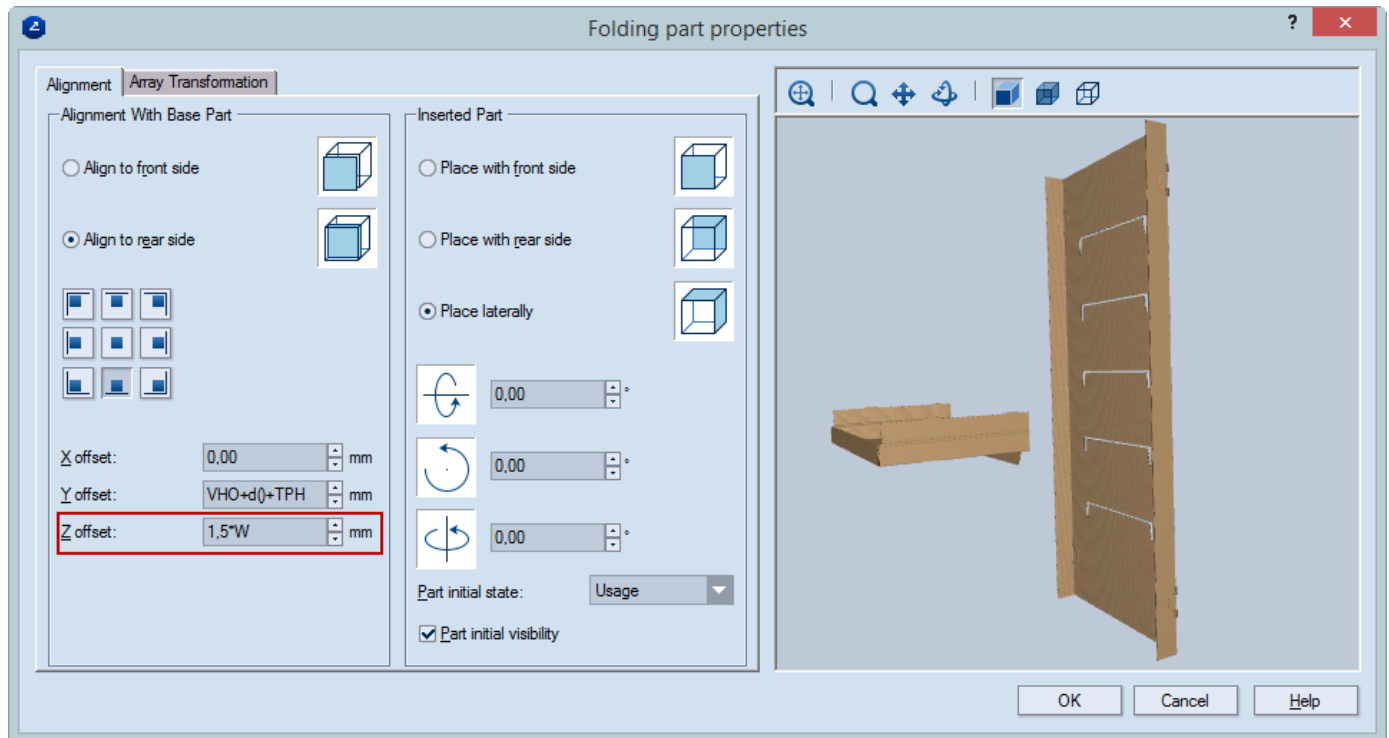 Folding part properties
?
Alignment
Array Transformation
Alignment With Base Part
Align to front side
Align to rear side
X offset: 0,00 mm
Y offset: VHO+d()+TPH mm
Z offset: 1,5*W mm
Inserted Part
Place with front side
Place with rear side
Place laterally
0,00 °
0,00 °
0,00 °
Part initial state: Usage
Part initial visibility
OK
Cancel
Help